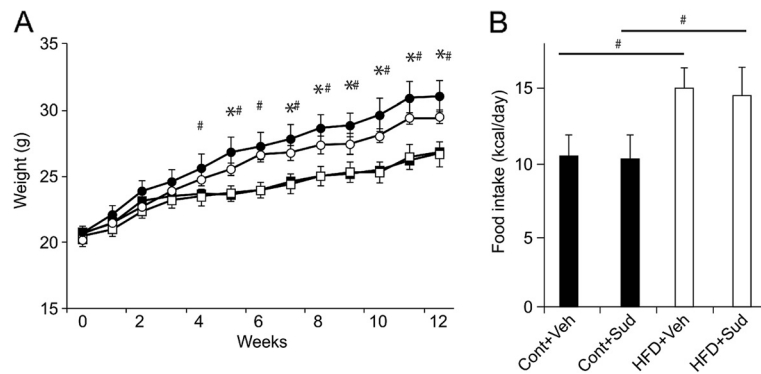 A
Weight (g)
35
30
25
20
15
# *# # *# *# *# *# *# *#
0 2 4 6 8 10 12
Weeks
B
Food intake (kcal/day)
15
10
5
0
#
#
Cont+Veh
Cont+Sud
HFD+Veh
HFD+Sud